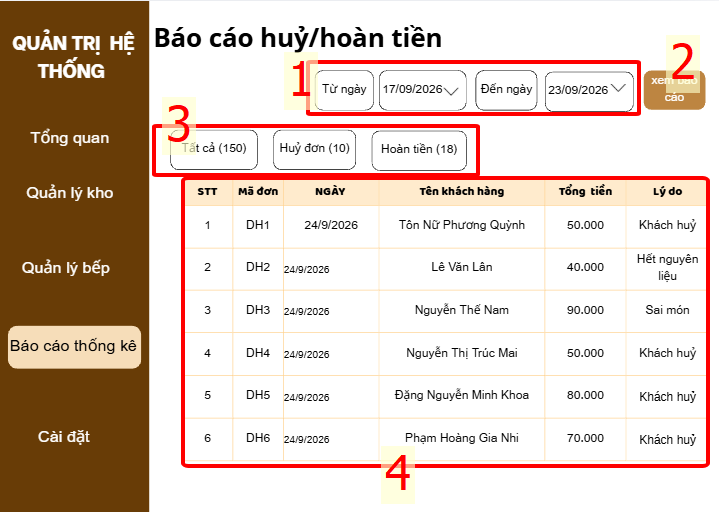 QUẢN TRỊ HỆ
THỐNG
Tổng quan
Quản lý kho
Quản lý bếp
Báo cáo thống kê
Cài đặt
Báo cáo huỷ/hoàn tiền
1
Từ ngày 17/09/2026 Đến ngày 23/09/2026
2
xem báo
cáo
3
Tất cả (150) Huỷ đơn (10) Hoàn tiền (18)
STT Mã đơn NGÀY Tên khách hàng Tổng tiền Lý do
1 DH1 24/9/2026 Tôn Nữ Phương Quỳnh 50.000 Khách huỷ
2 DH2 24/9/2026 Lê Văn Lân 40.000 Hết nguyên
liệu
3 DH3 24/9/2026 Nguyễn Thế Nam 90.000 Sai món
4 DH4 24/9/2026 Nguyễn Thị Trúc Mai 50.000 Khách huỷ
5 DH5 24/9/2026 Đặng Nguyễn Minh Khoa 80.000 Khách huỷ
6 DH6 24/9/2026 Phạm Hoàng Gia Nhi 70.000 Khách huỷ
4